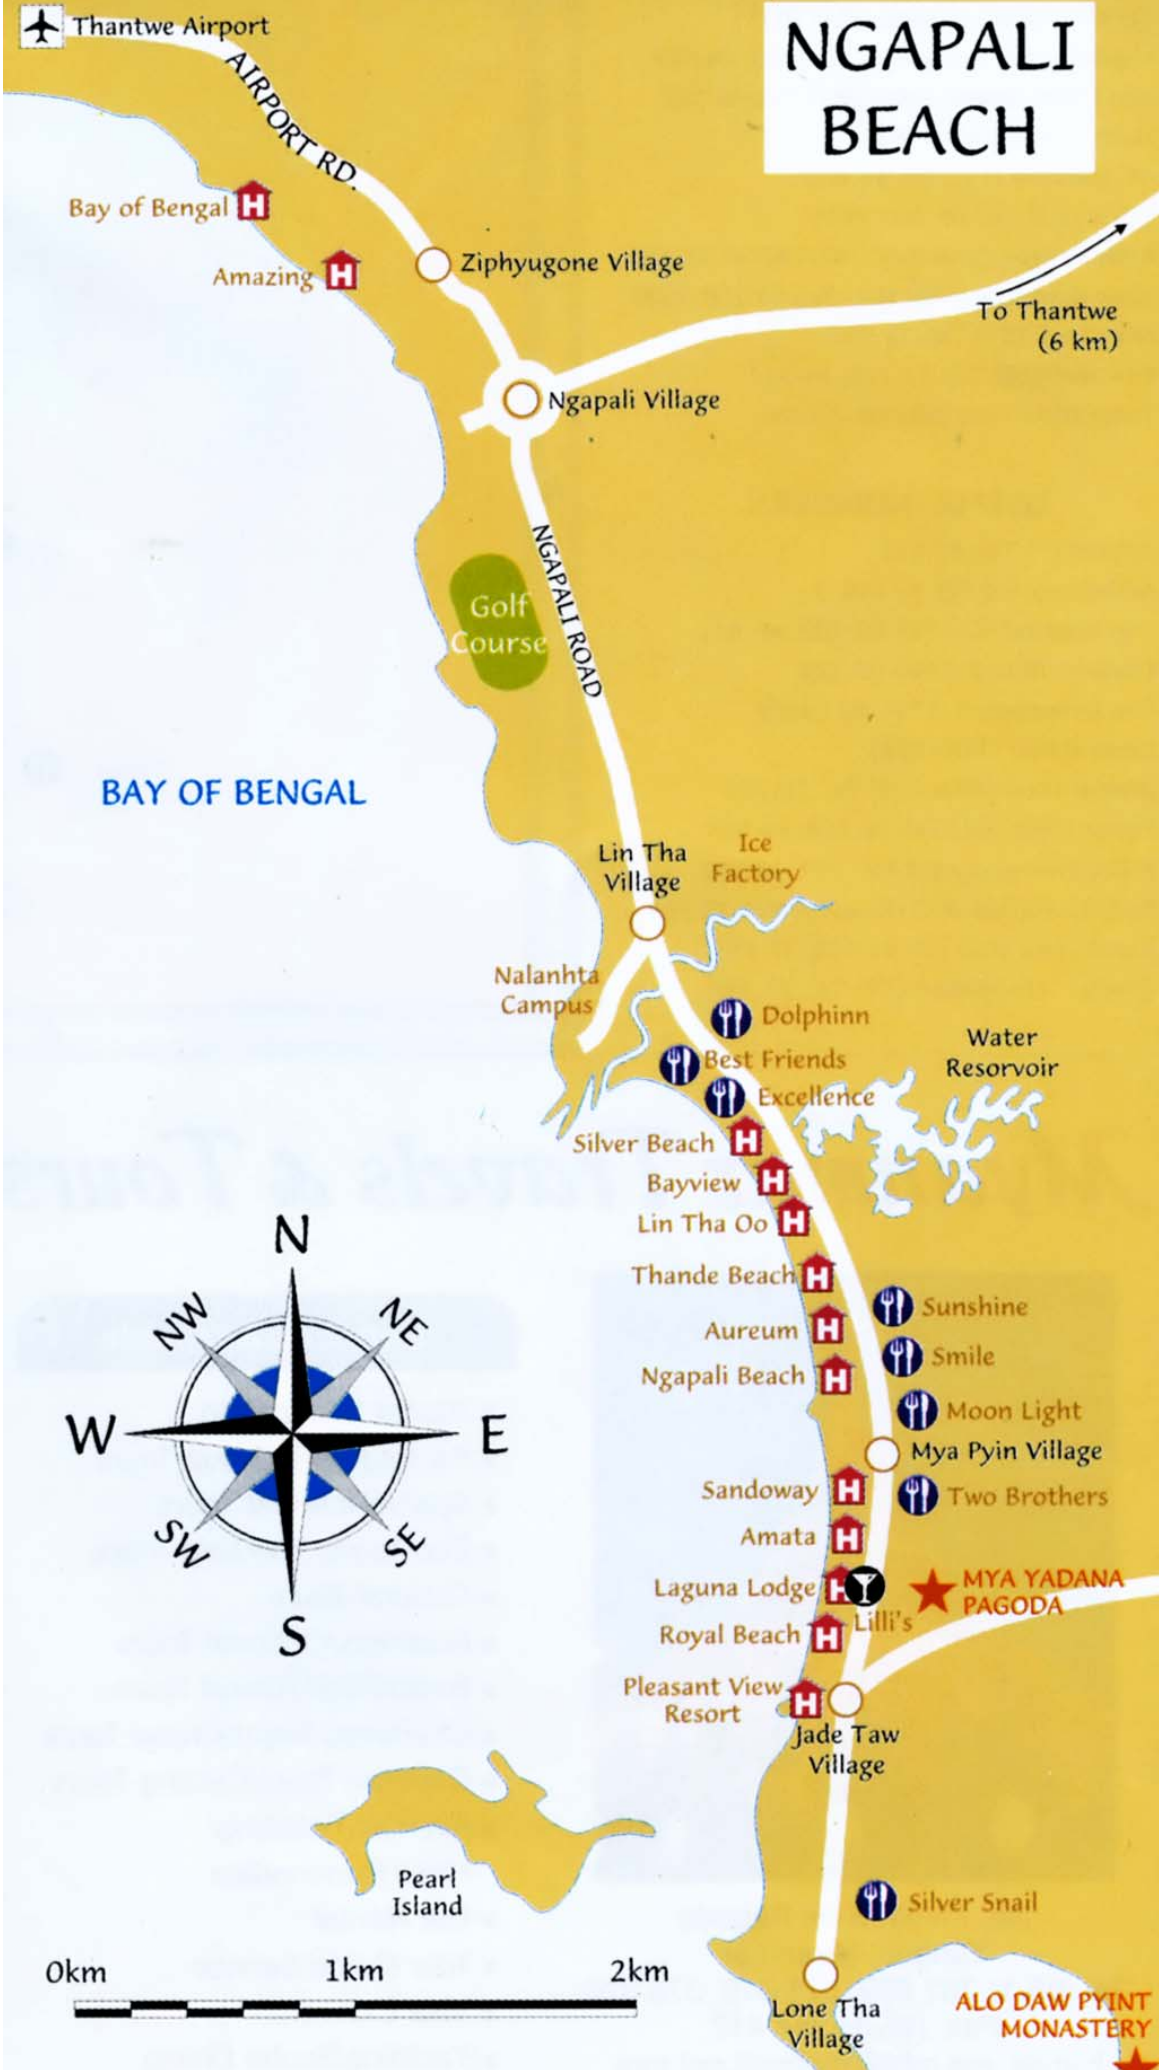 NGAPALI
BEACH
Thantwe Airport
AIRPORT RD.
Bay of Bengal
H
Amazing
H
Ziphyugone Village
To Thantwe
(6 km)
Ngapali Village
NGAPALI ROAD
Golf
Course
BAY OF BENGAL
Lin Tha
Village
Ice
Factory
Nalanhta
Campus
Dolphinn
Best Friends
Excellence
Water
Resorvoir
Silver Beach
H
Bayview
H
Lin Tha Oo
H
Thande Beach
H
Sunshine
Aureum
H
Smile
Ngapali Beach
H
Moon Light
Mya Pyin Village
Sandoway
H
Two Brothers
Amata
H
Laguna Lodge
H
Lilli's
MYA YADANA
PAGODA
Royal Beach
H
Pleasant View
Resort
H
Jade Taw
Village
N
NW
NE
W
E
SW
SE
S
Pearl
Island
Silver Snail
0km
1km
2km
Lone Tha
Village
ALO DAW PYINT
MONASTERY